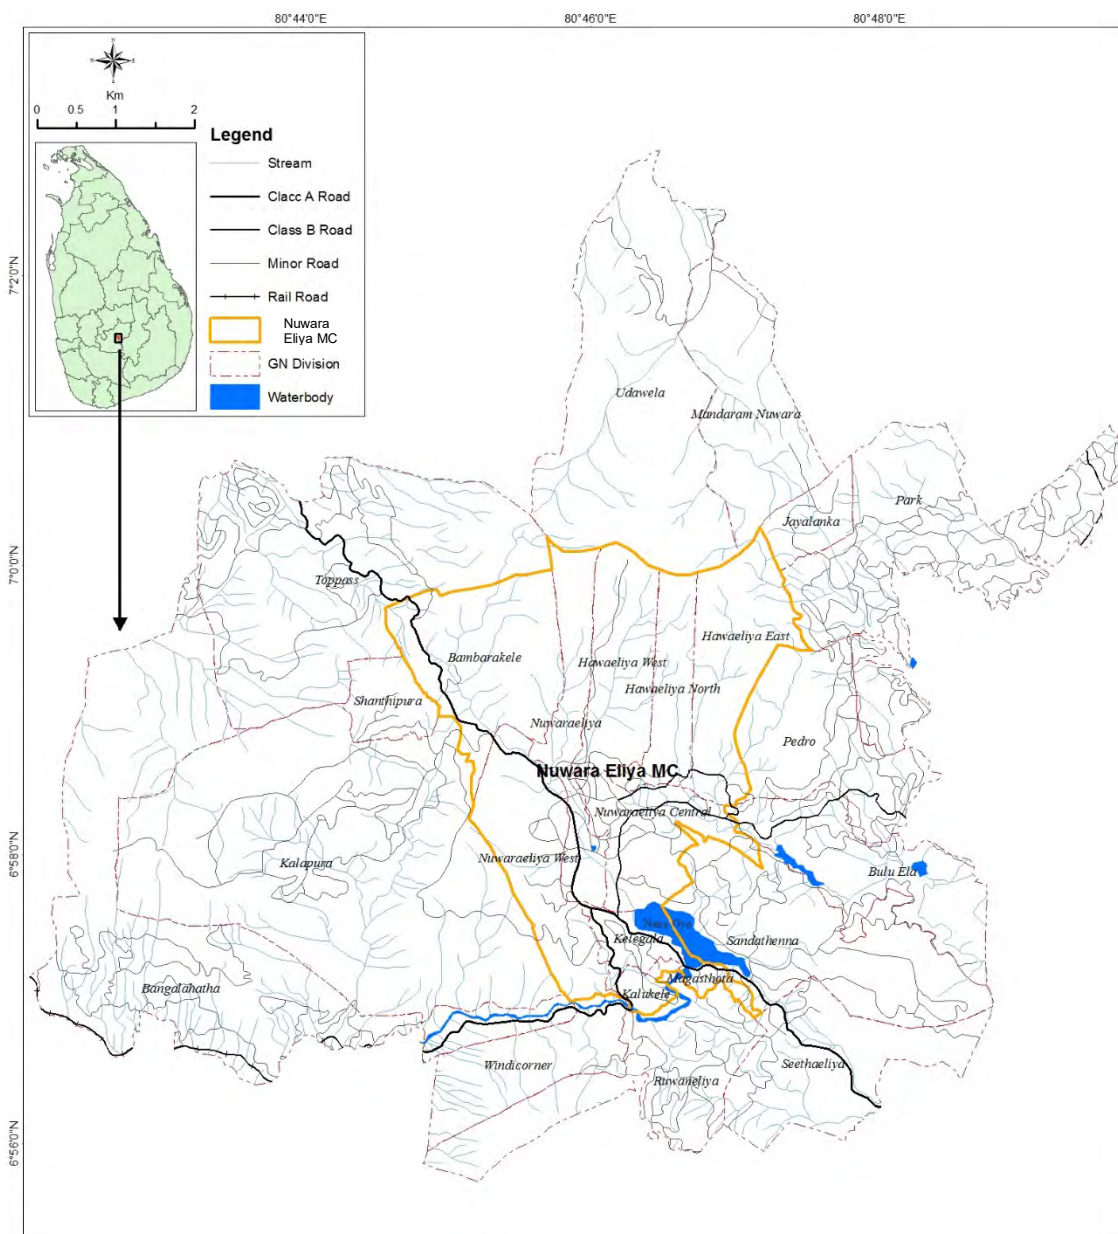 80°44'0"E
80°46'0"E
80°48'0"E
N
W
E
S
Km
0
0.5
1
2
Legend
Stream
Clacc A Road
Class B Road
Minor Road
Rail Road
Nuwara
Eliya MC
GN Division
Waterbody
7°2'0"N
7°0'0"N
6°58'0"N
6°56'0"N
Udawela
Mandaram Nuwara
Park
Jayalanka
Toppass
Hawaeliya East
Bambarakele
Hawaeliya West
Hawaeliya North
Shanthipura
Nuwaraeliya
Pedro
Nuwara Eliya MC
Nuwaraeliya Central
Kalapura
Nuwaraeliya West
Bulu Ela
Kelegala
Sandathenna
Magasthota
Kalukele
Bangalahatha
Windicorner
Seethaeliya
Ruwaneliya